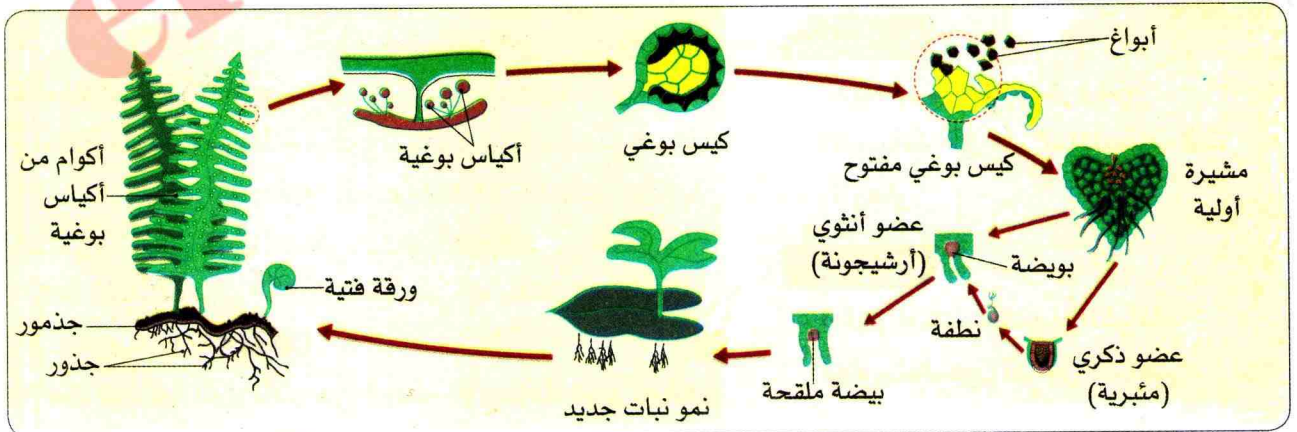 أبواغ
أكياس بوغية
كيس بوغي
كيس بوغي مفتوح
مشيرة
أولية
أكوام من
أكياس
بوغية
عضو أنثوي
(أرشيجونة)
بويضة
ورقة فتية
نطفة
جذمور
جذور
عضو ذكري
(مئبرية)
بيضة ملقحة
نمو نبات جديد